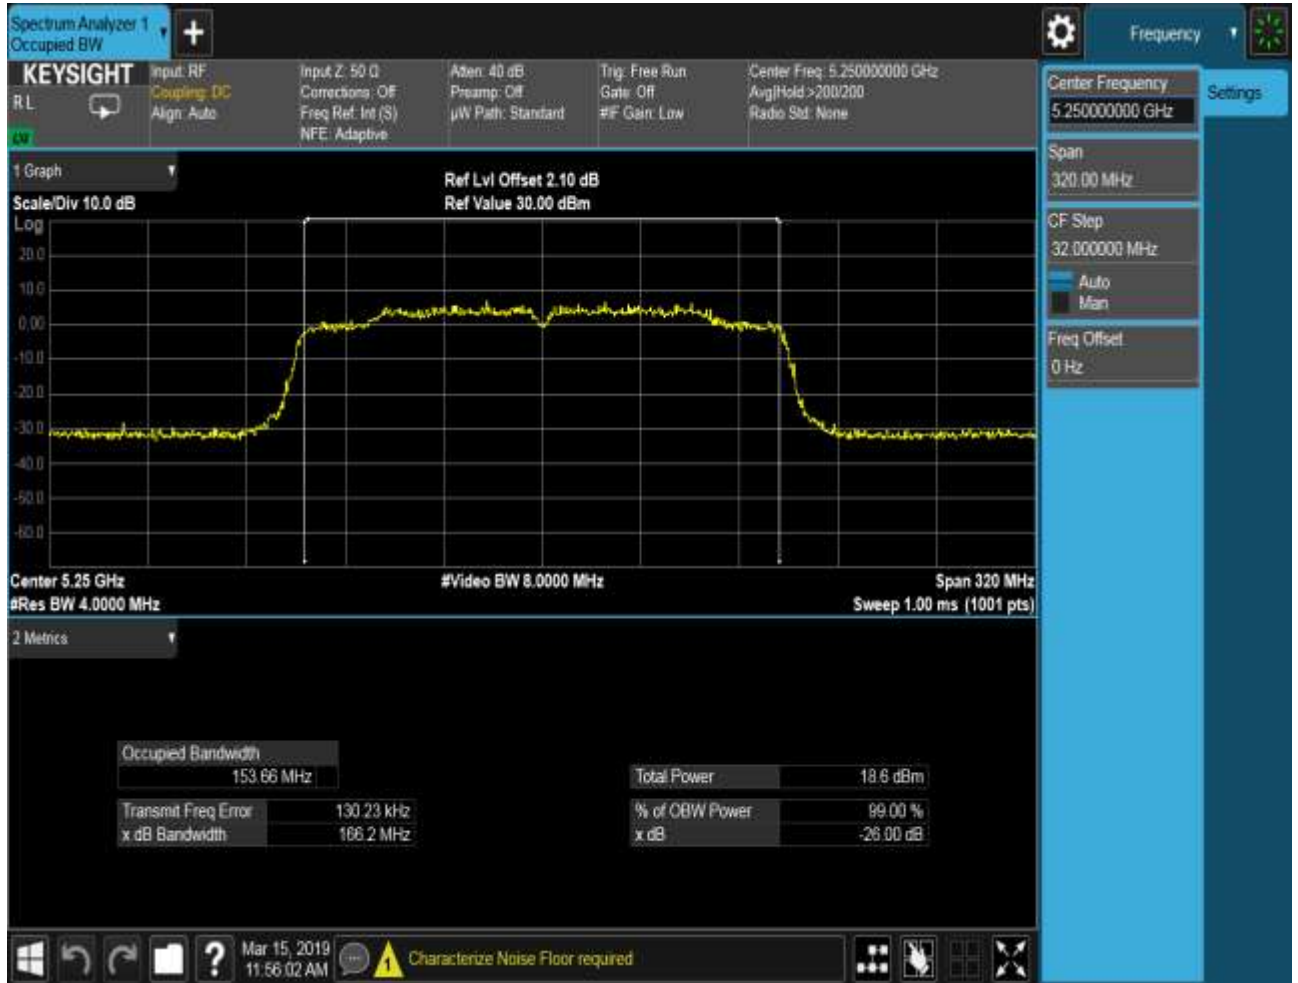 Spectrum Analyzer 1
Occupied BW
Frequency
KEYSIGHT
R L
Input: RF
Coupling: DC
Align: Auto
Input Z: 50 Ω
Corrections: Off
Freq Ref: Int (S)
NFE: Adaptive
Atten: 40 dB
Preamp: Off
µW Path: Standard
Trig: Free Run
Gate: Off
#IF Gain: Low
Center Freq: 5.250000000 GHz
Avg|Hold:>200/200
Radio Std: None
Center Frequency
5.250000000 GHz
Settings
Span
320.00 MHz
CF Step
32.000000 MHz
Auto
Man
Freq Offset
0 Hz
1 Graph
Scale/Div 10.0 dB
Ref Lvl Offset 2.10 dB
Ref Value 30.00 dBm
Log
20.0
10.0
0.00
-10.0
-20.0
-30.0
-40.0
-50.0
-60.0
Center 5.25 GHz
#Res BW 4.0000 MHz
#Video BW 8.0000 MHz
Span 320 MHz
Sweep 1.00 ms (1001 pts)
2 Metrics
Occupied Bandwidth
153.66 MHz
Transmit Freq Error 130.23 kHz
x dB Bandwidth 166.2 MHz
Total Power 18.6 dBm
% of OBW Power 99.00 %
x dB -26.00 dB
?
Mar 15, 2019
11:56:02 AM
1
Characterize Noise Floor required